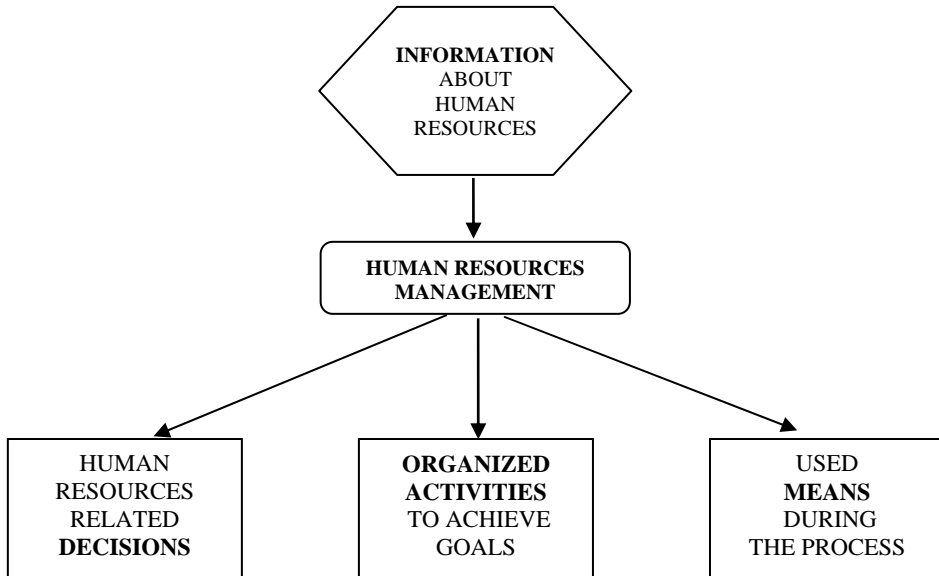 INFORMATION
ABOUT
HUMAN
RESOURCES
HUMAN RESOURCES
MANAGEMENT
HUMAN
RESOURCES
RELATED
DECISIONS
ORGANIZED
ACTIVITIES
TO ACHIEVE
GOALS
USED
MEANS
DURING
THE PROCESS